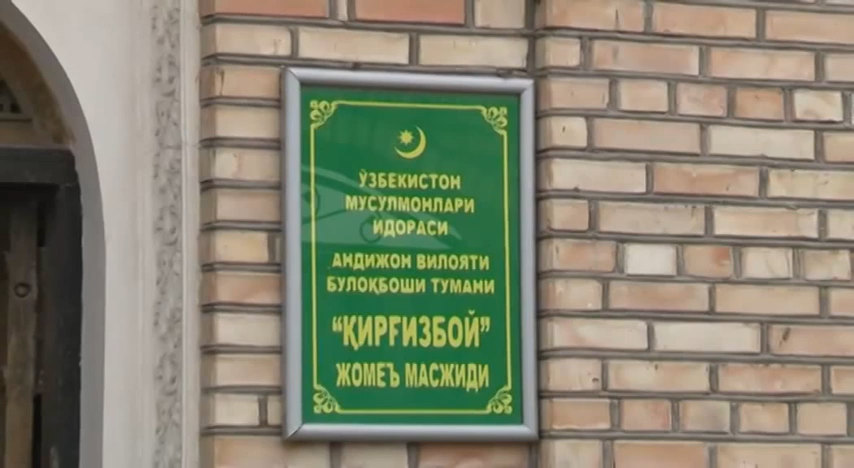 ЎЗБЕКИСТОН
МУСУЛМОНЛАРИ
ИДОРАСИ
АНДИЖОН ВИЛОЯТИ
БУЛОҚБОШИ ТУМАНИ
“ҚИРҒИЗБОЙ”
ЖОМЕЪ МАСЖИДИ